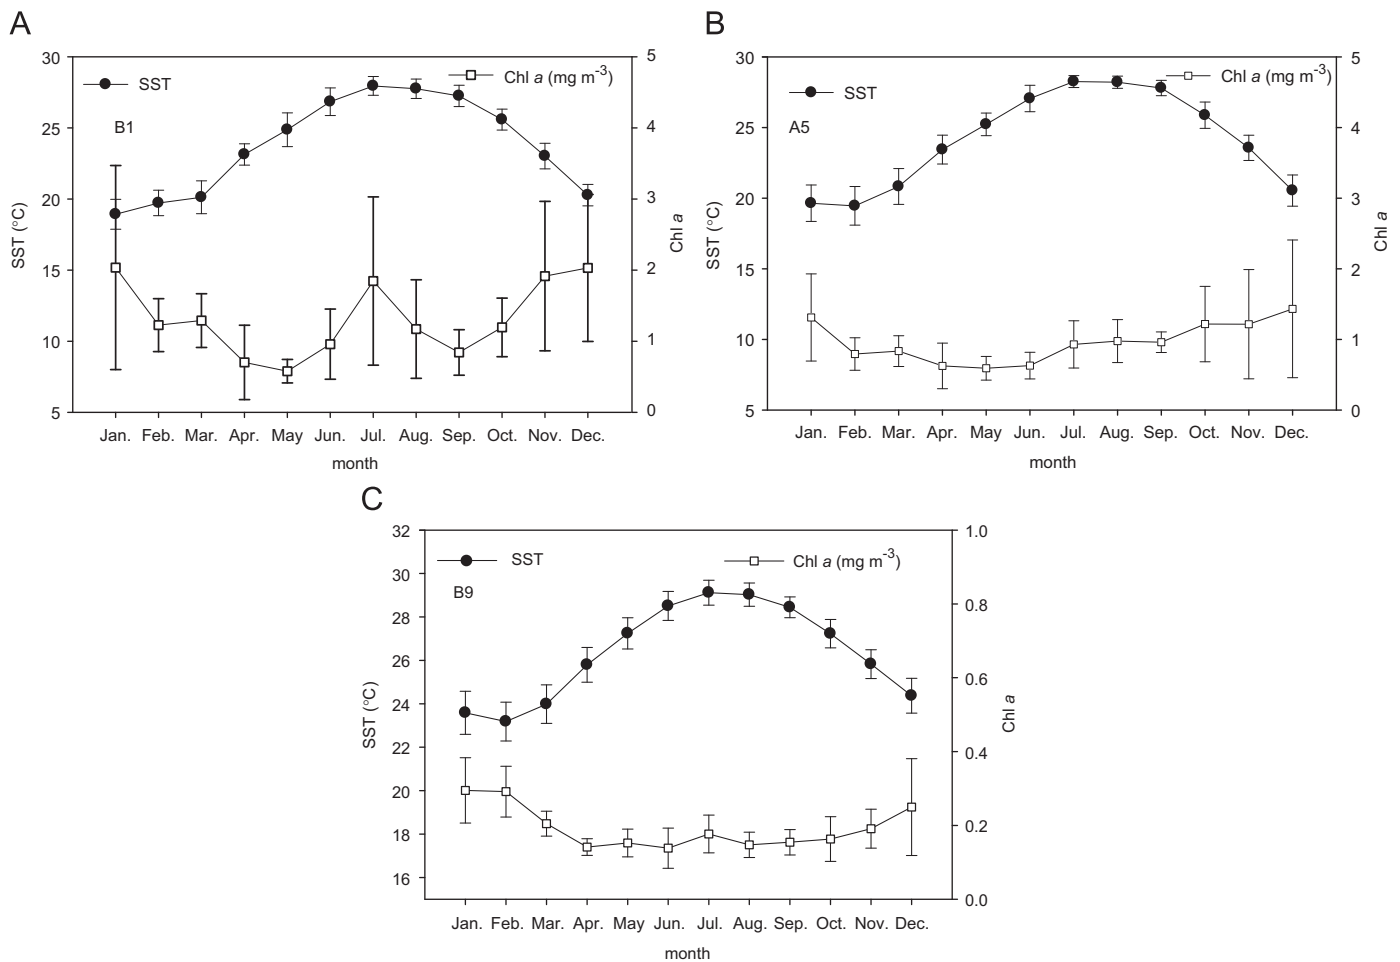 A
30
25
20
15
10
5
SST (°C)
SST
B1
Chl a (mg m-3)
5
4
3
2
1
0
Chl a
Jan. Feb. Mar. Apr. May Jun. Jul. Aug. Sep. Oct. Nov. Dec.
month
B
30
25
20
15
10
5
SST (°C)
SST
A5
Chl a (mg m-3)
5
4
3
2
1
0
Chl a
Jan. Feb. Mar. Apr. May Jun. Jul. Aug. Sep. Oct. Nov. Dec.
month
C
32
30
28
26
24
22
20
18
16
SST (°C)
SST
B9
Chl a (mg m-3)
1.0
0.8
0.6
0.4
0.2
0.0
Chl a
Jan. Feb. Mar. Apr. May Jun. Jul. Aug. Sep. Oct. Nov. Dec.
month